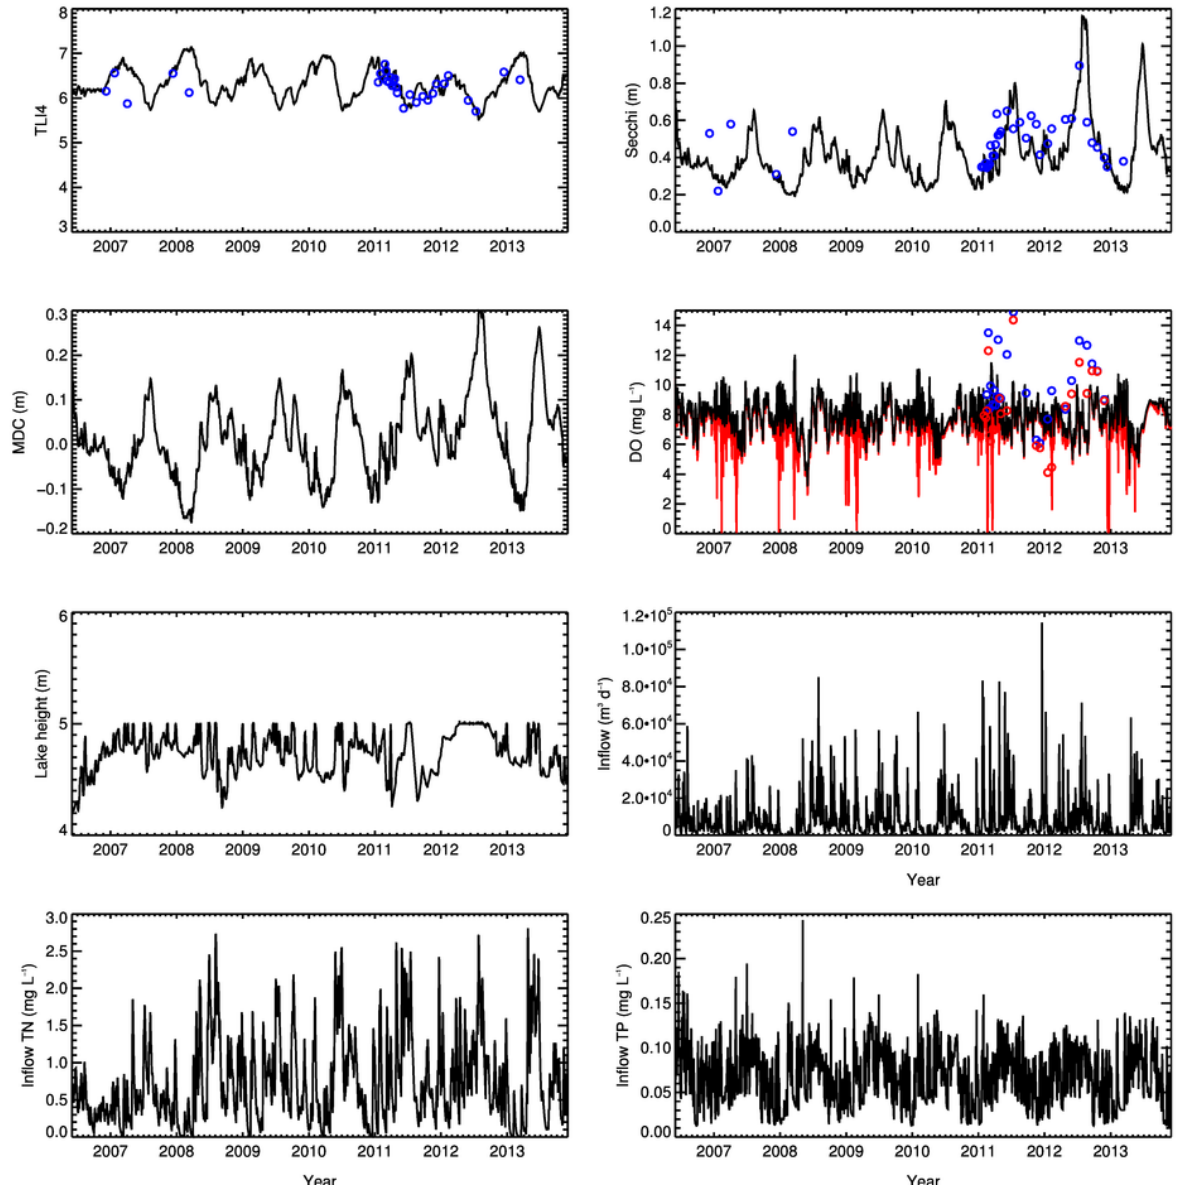 8
7
6
5
4
3
TLI4
2007 2008 2009 2010 2011 2012 2013
1.2
1.0
0.8
0.6
0.4
0.2
0.0
Secchi (m)
2007 2008 2009 2010 2011 2012 2013
0.3
0.2
0.1
0.0
−0.1
−0.2
MDC (m)
2007 2008 2009 2010 2011 2012 2013
14
12
10
8
6
4
2
0
DO (mg L⁻¹)
2007 2008 2009 2010 2011 2012 2013
6
5
4
Lake height (m)
2007 2008 2009 2010 2011 2012 2013
1.2•10⁵
1.0•10⁵
8.0•10⁴
6.0•10⁴
4.0•10⁴
2.0•10⁴
0
Inflow (m³ d⁻¹)
2007 2008 2009 2010 2011 2012 2013
Year
3.0
2.5
2.0
1.5
1.0
0.5
0.0
Inflow TN (mg L⁻¹)
2007 2008 2009 2010 2011 2012 2013
Year
0.25
0.20
0.15
0.10
0.05
0.00
Inflow TP (mg L⁻¹)
2007 2008 2009 2010 2011 2012 2013
Year